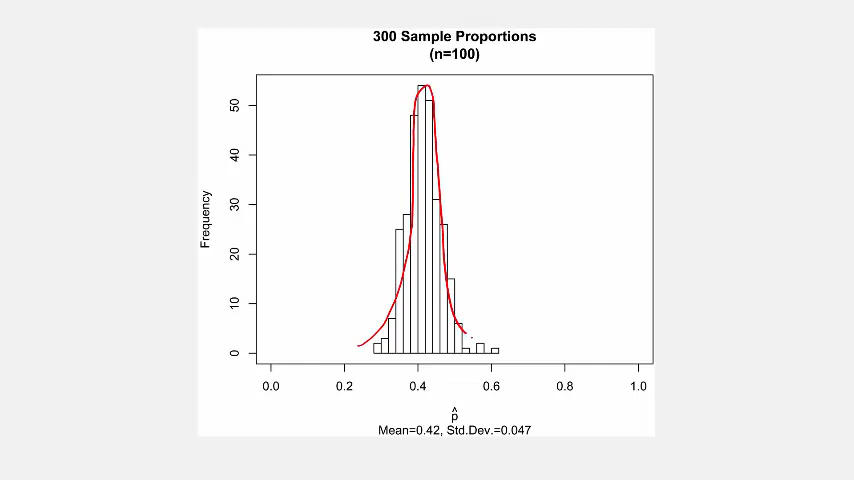 300 Sample Proportions
(n=100)
Frequency
50
40
30
20
10
0
0.0 0.2 0.4 0.6 0.8 1.0
p̂
Mean=0.42, Std.Dev.=0.047